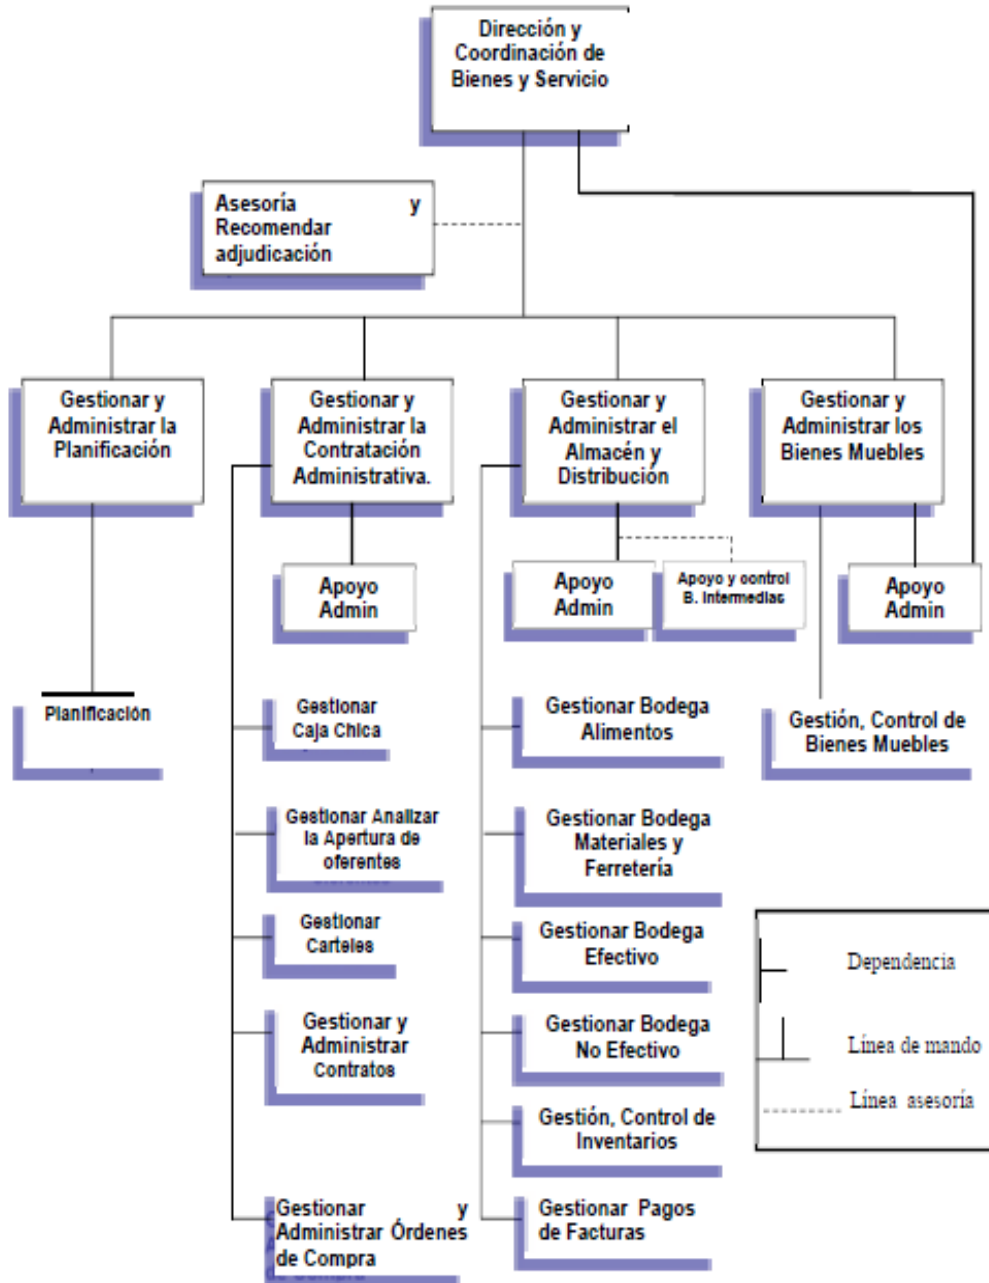 Dirección y
Coordinación de
Bienes y Servicio
Asesoría y
Recomendar
adjudicación
Gestionar y
Administrar la
Planificación
Gestionar y
Administrar la
Contratación
Administrativa.
Gestionar y
Administrar el
Almacén y
Distribución
Gestionar y
Administrar los
Bienes Muebles
Apoyo
Admin
Apoyo
Admin
Apoyo y control
B. Intermedias
Apoyo
Admin
Planificación
Gestionar
Caja Chica
Gestionar Analizar
la Apertura de
oferentes
Gestionar
Carteles
Gestionar y
Administrar
Contratos
Gestionar y
Administrar Órdenes
de Compra
Gestionar Bodega
Alimentos
Gestionar Bodega
Materiales y
Ferretería
Gestionar Bodega
Efectivo
Gestionar Bodega
No Efectivo
Gestión, Control de
Inventarios
Gestionar Pagos
de Facturas
Gestión, Control de
Bienes Muebles
Dependencia
Línea de mando
Línea asesoría